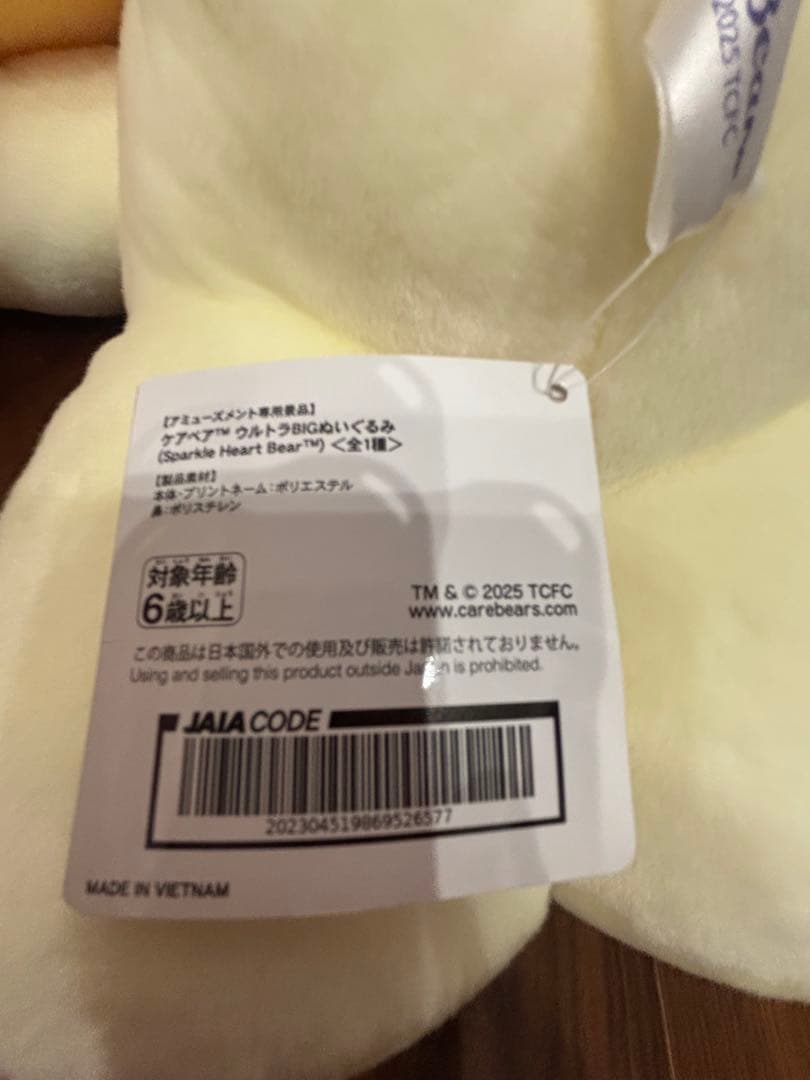 2025 TCFC
【アミューズメント専用景品】
ケアベア™ ウルトラBIGぬいぐるみ
(Sparkle Heart Bear™) <全1種>
【製品素材】
本体・プリントネーム:ポリエステル
鼻:ポリスチレン
対象年齢
6歳以上
TM & © 2025 TCFC
www.carebears.com
この商品は日本国外での使用及び販売は許諾されておりません。
Using and selling this product outside Japan is prohibited.
JAIA CODE
202304519869526577
MADE IN VIETNAM